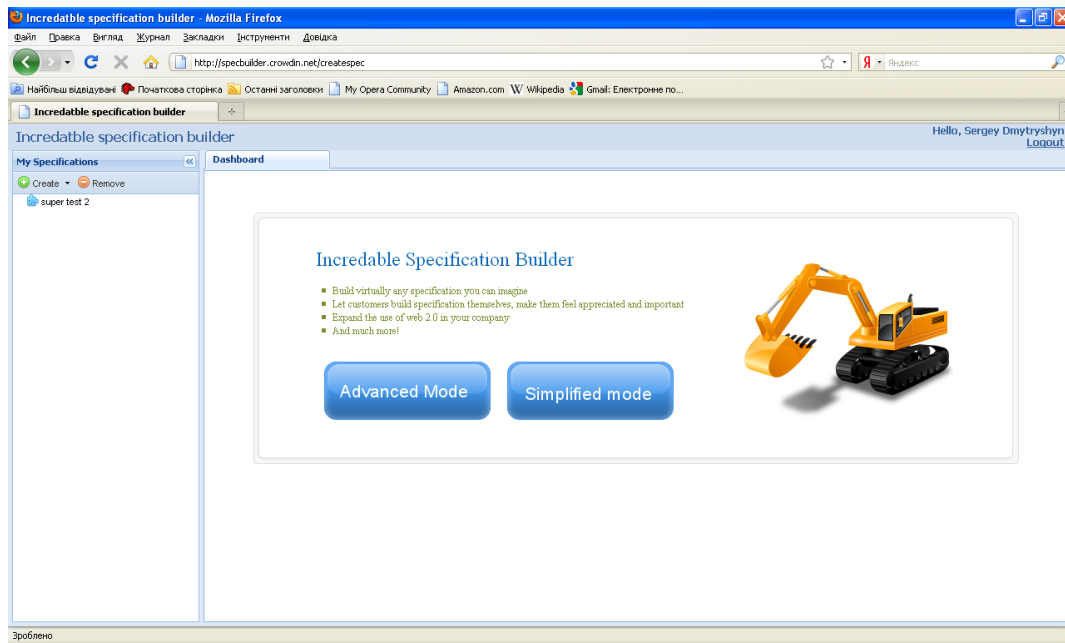 Incredatble specification builder - Mozilla Firefox
Файл Правка Вигляд Журнал Закладки Інструменти Довідка
http://specbuilder.crowdin.net/createspec Я Яндекс
Найбільш відвідувані Початкова сторінка Останні заголовки My Opera Community Amazon.com W Wikipedia Gmail: Електронне по...
Incredatble specification builder
Incredatble specification builder
Hello, Sergey Dmytryshyn
Logout
My Specifications
Dashboard
Create Remove
super test 2
Incredable Specification Builder
Build virtually any specification you can imagine
Let customers build specification themselves, make them feel appreciated and important
Expand the use of web 2.0 in your company
And much more!
Advanced Mode
Simplified mode
Зроблено